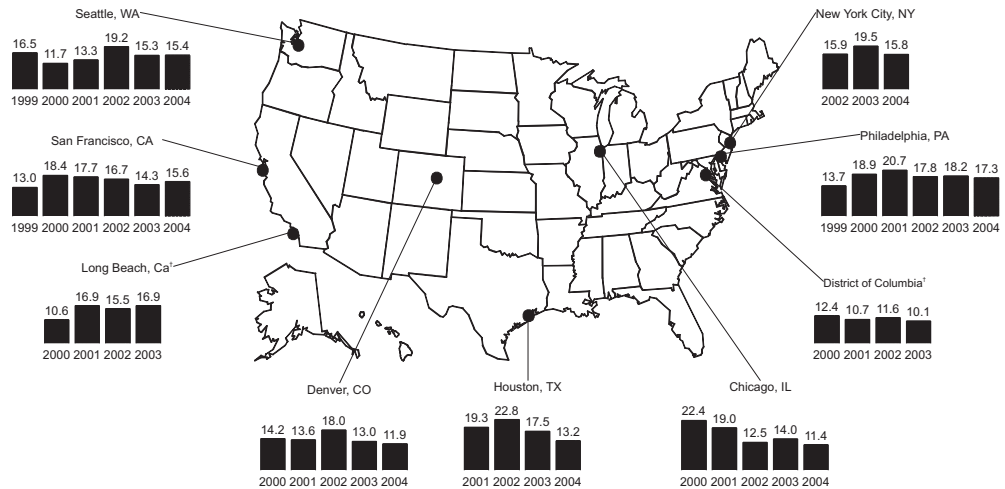 Seattle, WA
16.5 11.7 13.3 19.2 15.3 15.4
1999 2000 2001 2002 2003 2004
New York City, NY
15.9 19.5 15.8
2002 2003 2004
San Francisco, CA
13.0 18.4 17.7 16.7 14.3 15.6
1999 2000 2001 2002 2003 2004
Philadelphia, PA
13.7 18.9 20.7 17.8 18.2 17.3
1999 2000 2001 2002 2003 2004
Long Beach, Ca†
10.6 16.9 15.5 16.9
2000 2001 2002 2003
District of Columbia†
12.4 10.7 11.6 10.1
2000 2001 2002 2003
Denver, CO
14.2 13.6 18.0 13.0 11.9
2000 2001 2002 2003 2004
Houston, TX
19.3 22.8 17.5 13.2
2001 2002 2003 2004
Chicago, IL
22.4 19.0 12.5 14.0 11.4
2000 2001 2002 2003 2004